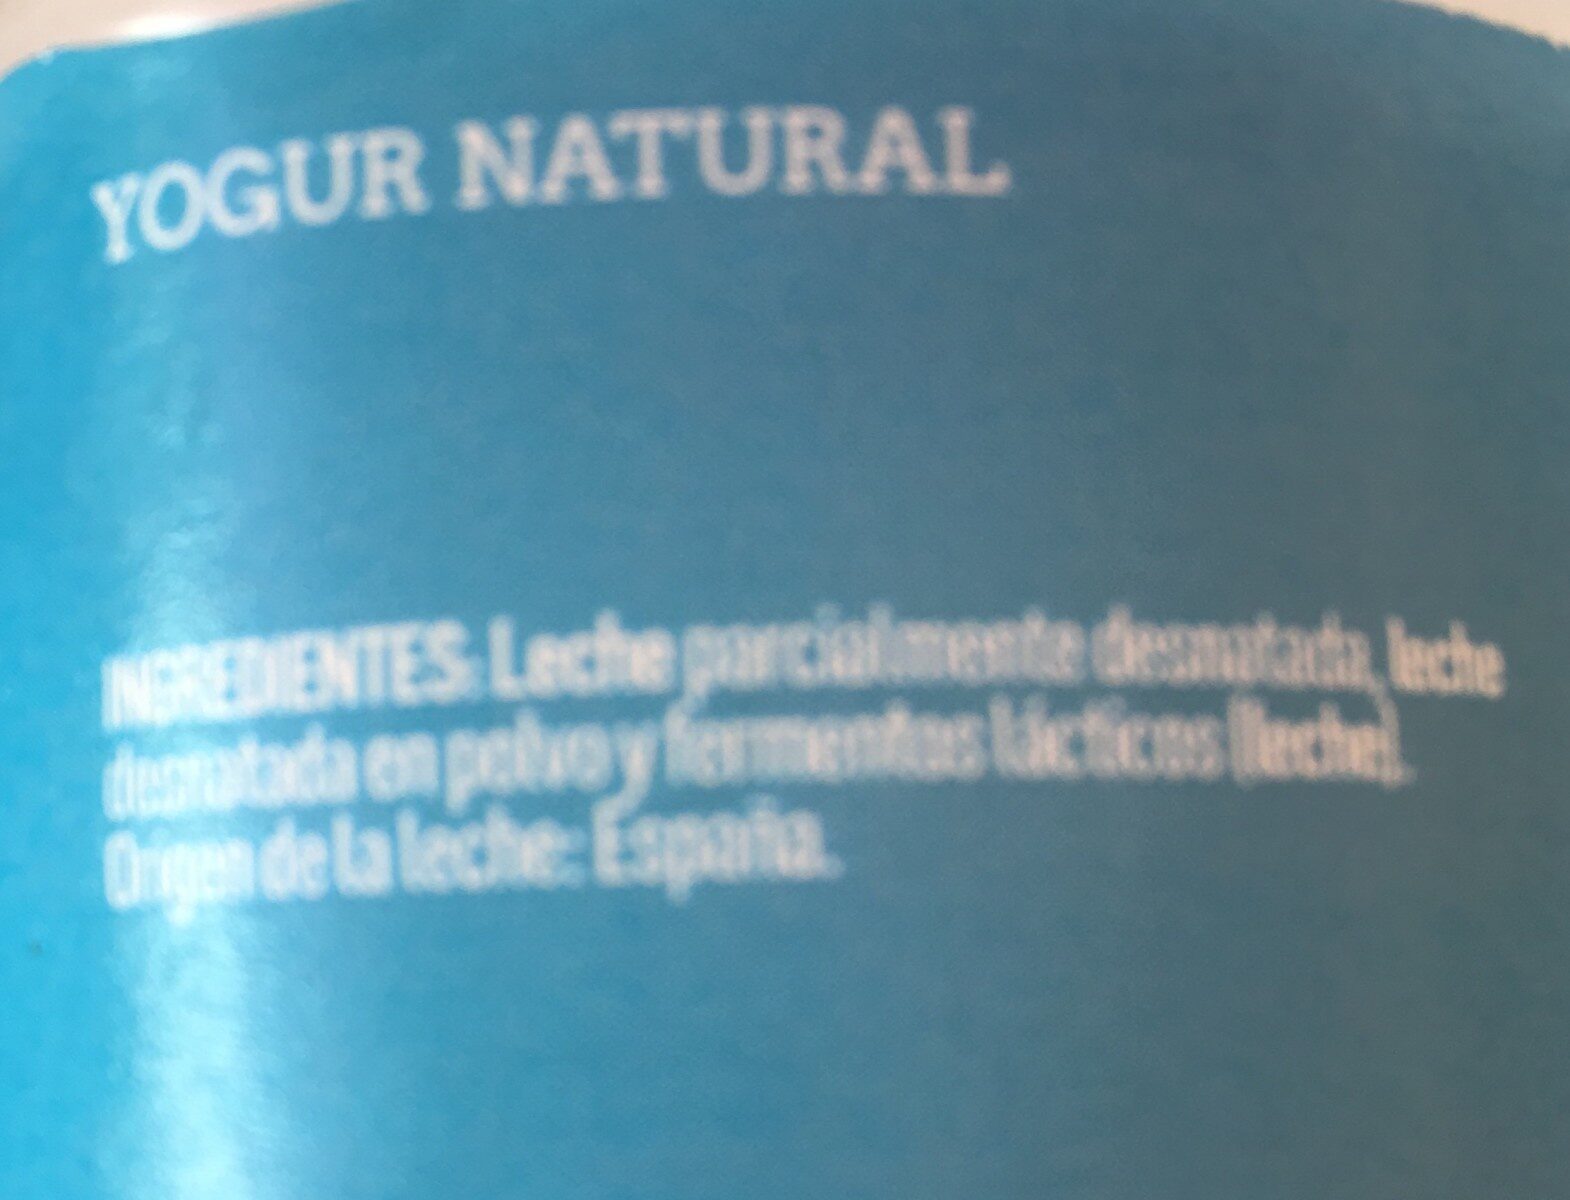 YOGUR NATURAL
INGREDIENTES: Leche parcialmente desnatada, leche
desnatada en polvo y fermentos lácticos (leche).
Origen de la leche: España.